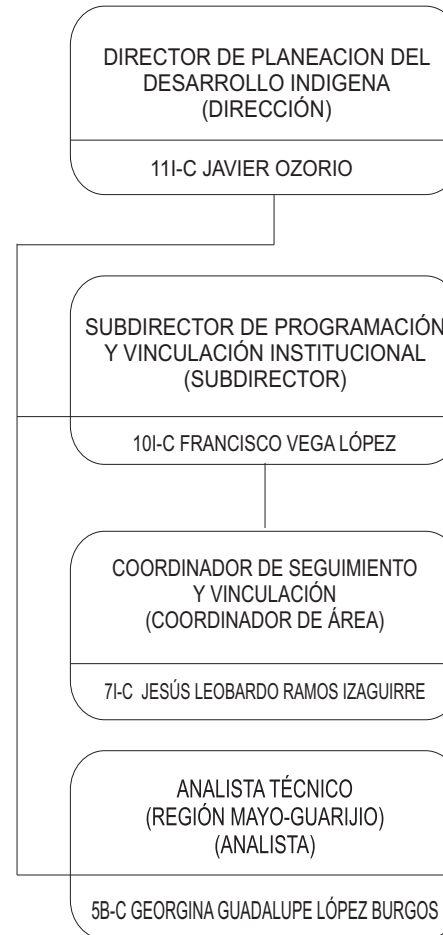 DIRECTOR DE PLANEACION DEL
DESARROLLO INDIGENA
(DIRECCIÓN)
11I-C JAVIER OZORIO
SUBDIRECTOR DE PROGRAMACIÓN
Y VINCULACIÓN INSTITUCIONAL
(SUBDIRECTOR)
10I-C FRANCISCO VEGA LÓPEZ
COORDINADOR DE SEGUIMIENTO
Y VINCULACIÓN
(COORDINADOR DE ÁREA)
7I-C JESÚS LEOBARDO RAMOS IZAGUIRRE
ANALISTA TÉCNICO
(REGIÓN MAYO-GUARIJIO)
(ANALISTA)
5B-C GEORGINA GUADALUPE LÓPEZ BURGOS